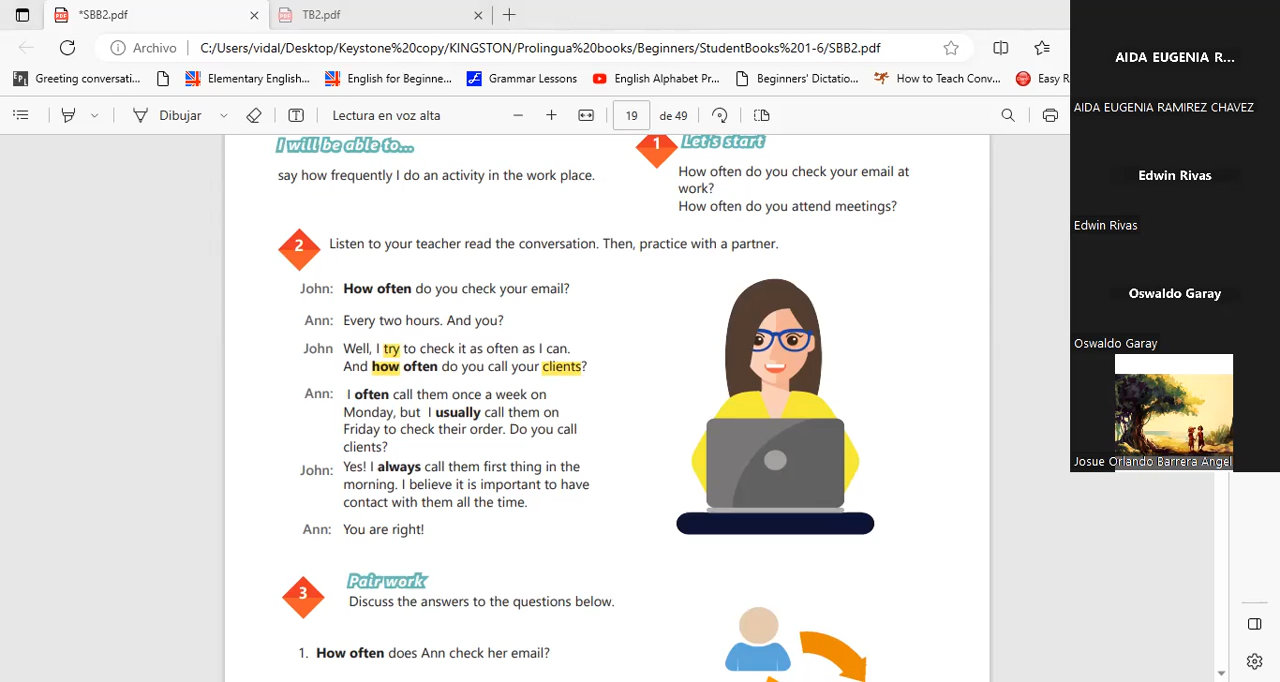 *SBB2.pdf
TB2.pdf
Archivo
C:/Users/vidal/Desktop/Keystone%20copy/KINGSTON/Prolingua%20books/Beginners/StudentBooks%201-6/SBB2.pdf
Greeting conversati...
Elementary English...
English for Beginne...
Grammar Lessons
English Alphabet Pr...
Beginners' Dictatio...
How to Teach Conv...
Easy R
Dibujar
Lectura en voz alta
19
de 49
I will be able to...
say how frequently I do an activity in the work place.
1
Let's start
How often do you check your email at
work?
How often do you attend meetings?
2
Listen to your teacher read the conversation. Then, practice with a partner.
John: How often do you check your email?
Ann: Every two hours. And you?
John Well, I try to check it as often as I can.
And how often do you call your clients?
Ann: I often call them once a week on
Monday, but I usually call them on
Friday to check their order. Do you call
clients?
John: Yes! I always call them first thing in the
morning. I believe it is important to have
contact with them all the time.
Ann: You are right!
3
Pair work
Discuss the answers to the questions below.
1. How often does Ann check her email?
AIDA EUGENIA R...
AIDA EUGENIA RAMIREZ CHAVEZ
Edwin Rivas
Edwin Rivas
Oswaldo Garay
Oswaldo Garay
Josue Orlando Barrera Angel